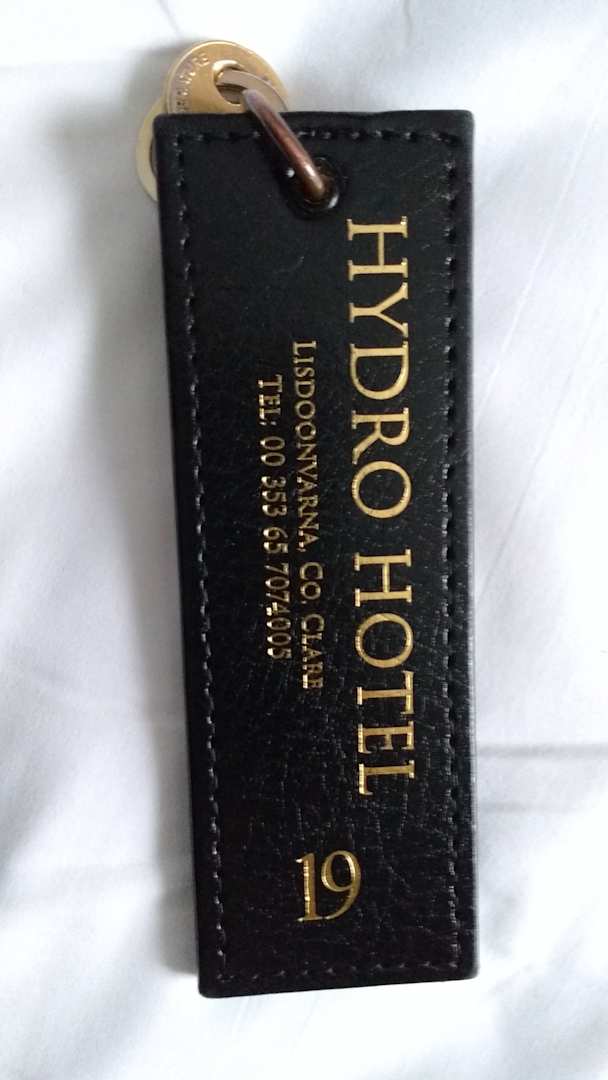 HYDRO HOTEL
LISDOONVARNA, CO. CLARE
TEL: 00 353 65 7074005
19